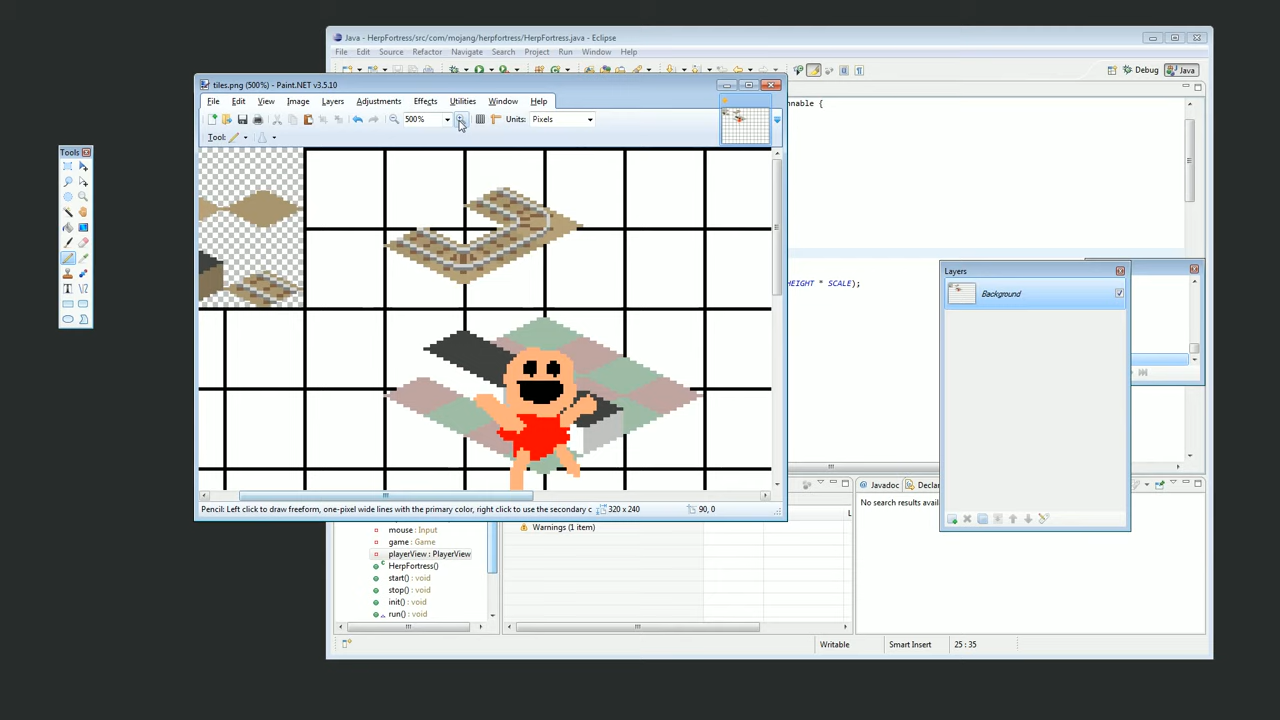 Java - HerpFortress/src/com/mojang/herpfortress/HerpFortress.java - Eclipse
File Edit Source Refactor Navigate Search Project Run Window Help
Debug Java
tiles.png (500%) - Paint.NET v3.5.10
File Edit View Image Layers Adjustments Effects Utilities Window Help
500% Units: Pixels
Tool:
Tools
nnable {
EIGHT * SCALE);
Layers
Background
Pencil: Left click to draw freeform, one-pixel wide lines with the primary color, right click to use the secondary c 320 x 240 90, 0
Javadoc Declar
No search results avail
Warnings (1 item)
mouse : Input
game : Game
playerView : PlayerView
HerpFortress()
start() : void
stop() : void
init() : void
run() : void
Writable Smart Insert 25 : 35